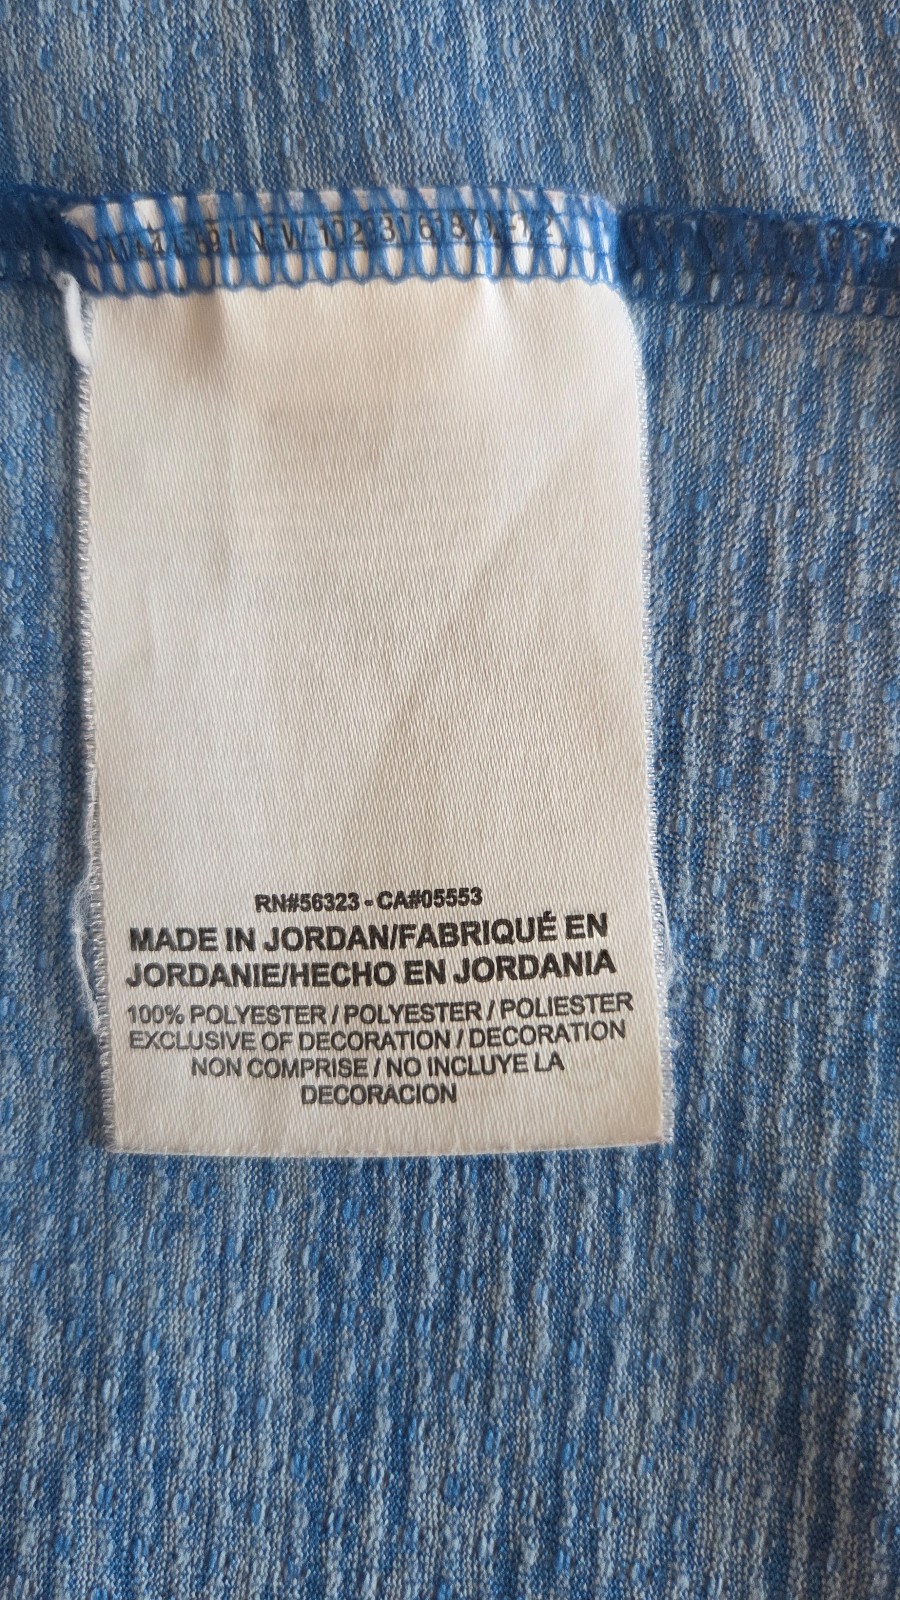 RN#56323 - CA#05553
MADE IN JORDAN/FABRIQUÉ EN
JORDANIE/HECHO EN JORDANIA
100% POLYESTER / POLYESTER / POLIESTER
EXCLUSIVE OF DECORATION / DECORATION
NON COMPRISE / NO INCLUYE LA
DECORACION